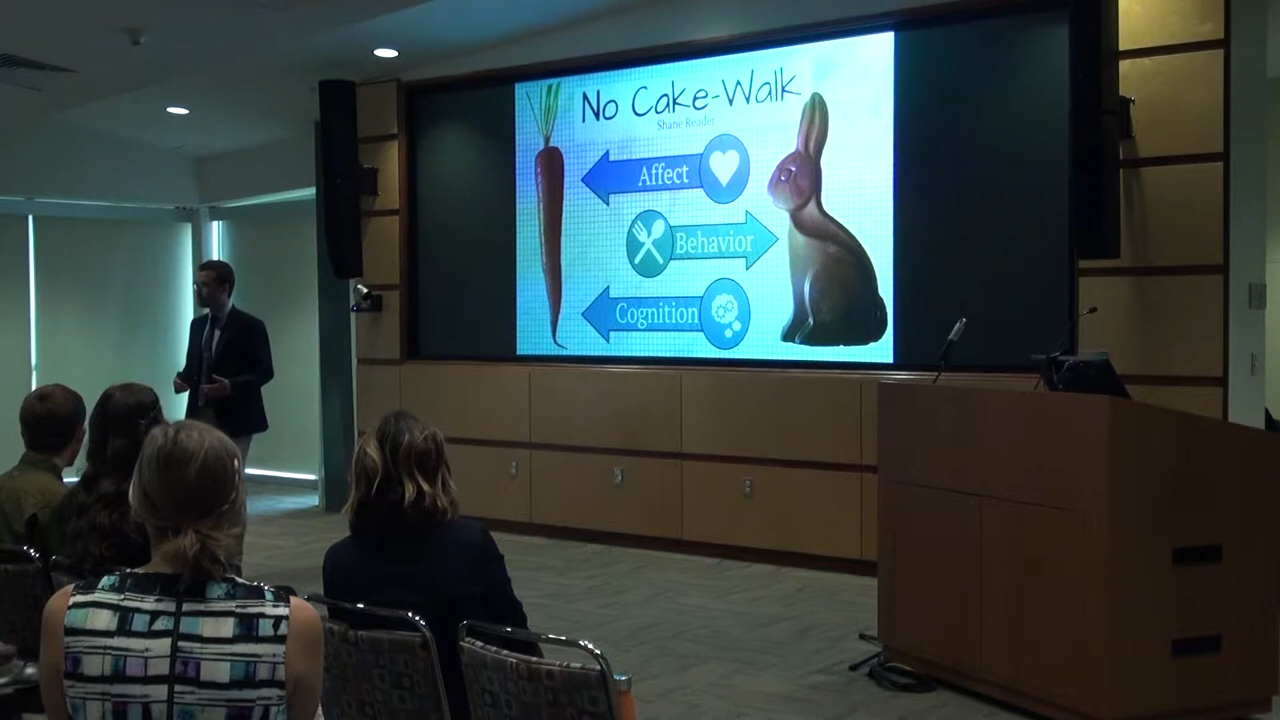 No Cake-Walk
Shane Reader
Affect
Behavior
Cognition